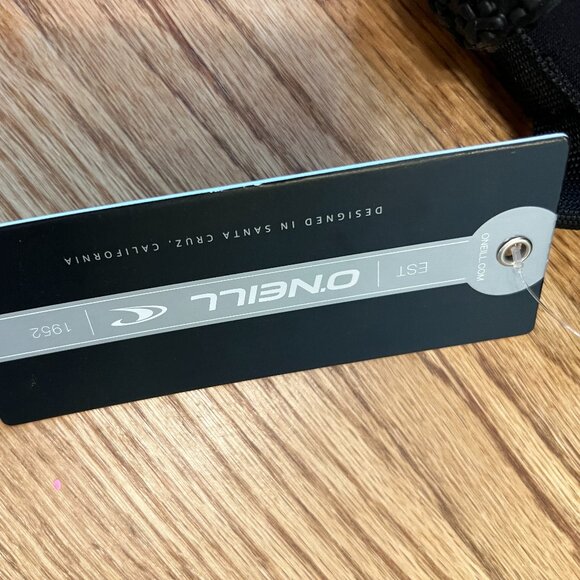 ONEILL.COM
EST | O'NEILL | 1952
DESIGNED IN SANTA CRUZ, CALIFORNIA